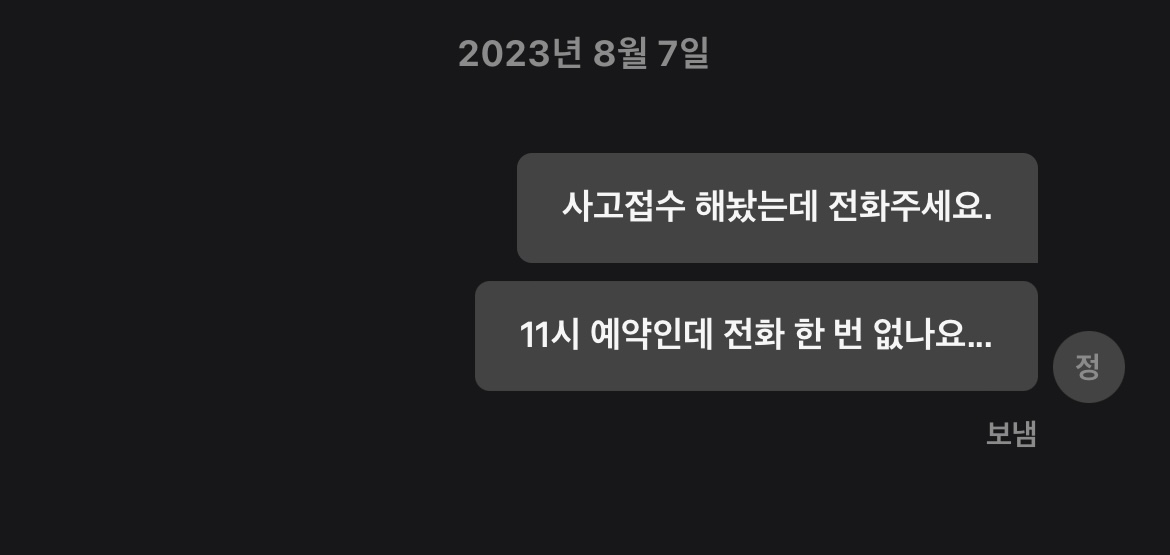 2023년 8월 7일
사고접수 해놨는데 전화주세요.
11시 예약인데 전화 한 번 없나요...
정
보냄